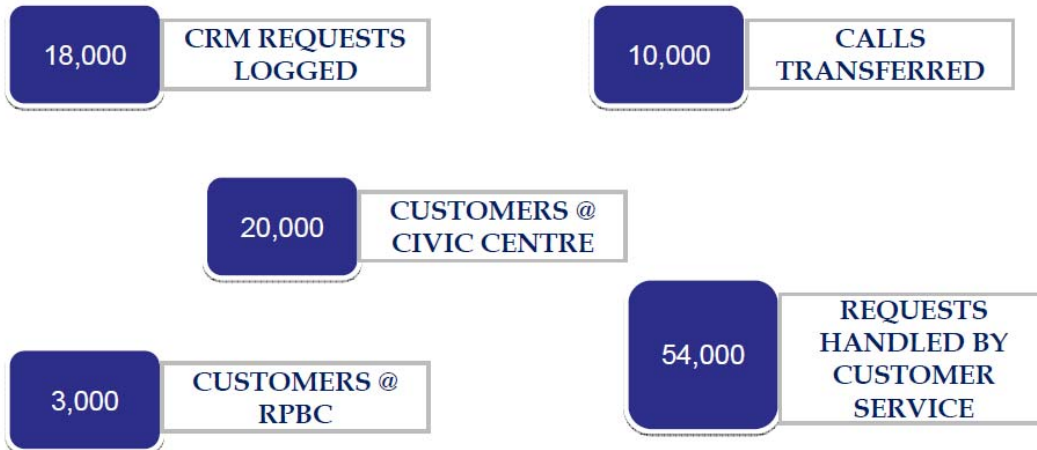 18,000
CRM REQUESTS
LOGGED
10,000
CALLS
TRANSFERRED
20,000
CUSTOMERS @
CIVIC CENTRE
54,000
REQUESTS
HANDLED BY
CUSTOMER
SERVICE
3,000
CUSTOMERS @
RPBC